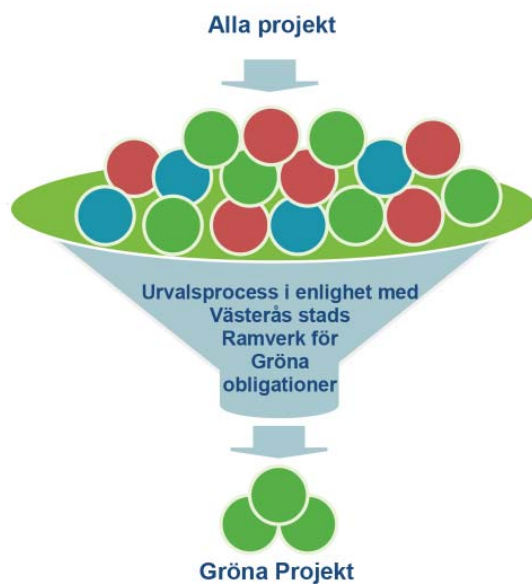 Alla projekt
Urvalsprocess i enlighet med
Västerås stads
Ramverk för
Gröna
obligationer
Gröna Projekt